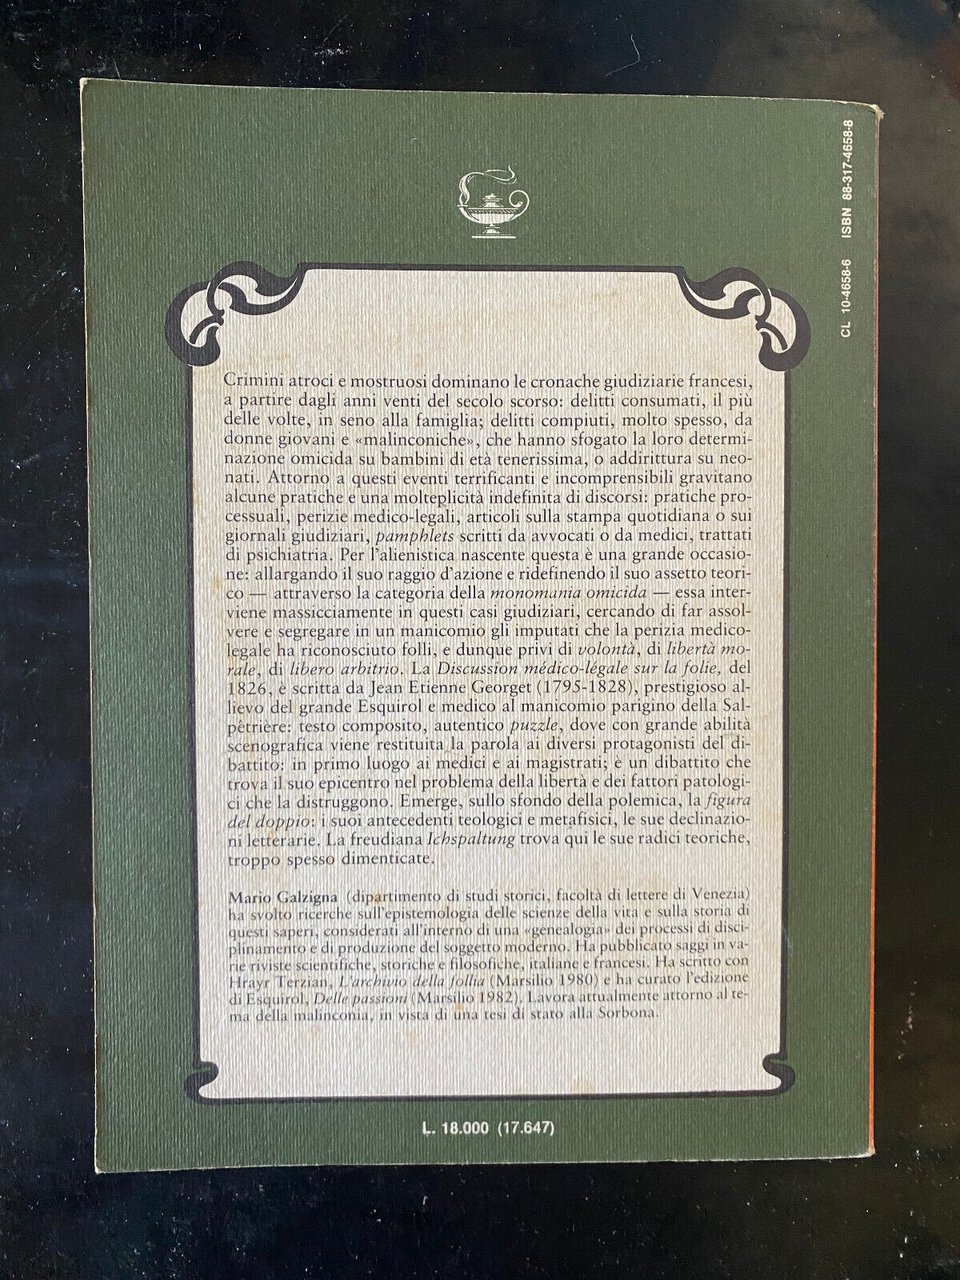 CL 10-4658-6 ISBN 88-317-4658-8
Crimini atroci e mostruosi dominano le cronache giudiziarie francesi,
a partire dagli anni venti del secolo scorso: delitti consumati, il più
delle volte, in seno alla famiglia; delitti compiuti, molto spesso, da
donne giovani e «malinconiche», che hanno sfogato la loro determi-
nazione omicida su bambini di età tenerissima, o addirittura su neo-
nati. Attorno a questi eventi terrificanti e incomprensibili gravitano
alcune pratiche e una molteplicità indefinita di discorsi: pratiche pro-
cessuali, perizie medico-legali, articoli sulla stampa quotidiana o sui
giornali giudiziari, pamphlets scritti da avvocati o da medici, trattati
di psichiatria. Per l'alienistica nascente questa è una grande occasio-
ne: allargando il suo raggio d'azione e ridefinendo il suo assetto teori-
co — attraverso la categoria della monomania omicida — essa inter-
viene massicciamente in questi casi giudiziari, cercando di far assol-
vere e segregare in un manicomio gli imputati che la perizia medico-
legale ha riconosciuto folli, e dunque privi di volontà, di libertà mo-
rale, di libero arbitrio. La Discussion médico-légale sur la folie, del
1826, è scritta da Jean Etienne Georget (1795-1828), prestigioso al-
lievo del grande Esquirol e medico al manicomio parigino della Sal-
pêtrière: testo composito, autentico puzzle, dove con grande abilità
scenografica viene restituita la parola ai diversi protagonisti del di-
battito: in primo luogo ai medici e ai magistrati; è un dibattito che
trova il suo epicentro nel problema della libertà e dei fattori patologi-
ci che la distruggono. Emerge, sullo sfondo della polemica, la figura
del doppio: i suoi antecedenti teologici e metafisici, le sue declinazio-
ni letterarie. La freudiana Ichspaltung trova qui le sue radici teoriche,
troppo spesso dimenticate.
Mario Galzigna (dipartimento di studi storici, facoltà di lettere di Venezia)
ha svolto ricerche sull'epistemologia delle scienze della vita e sulla storia di
questi saperi, considerati all'interno di una «genealogia» dei processi di disci-
plinamento e di produzione del soggetto moderno. Ha pubblicato saggi in va-
rie riviste scientifiche, storiche e filosofiche, italiane e francesi. Ha scritto con
Hrayr Terzian, L'archivio della follia (Marsilio 1980) e ha curato l'edizione
di Esquirol, Delle passioni (Marsilio 1982). Lavora attualmente attorno al te-
ma della malinconia, in vista di una tesi di stato alla Sorbona.
L. 18.000 (17.647)